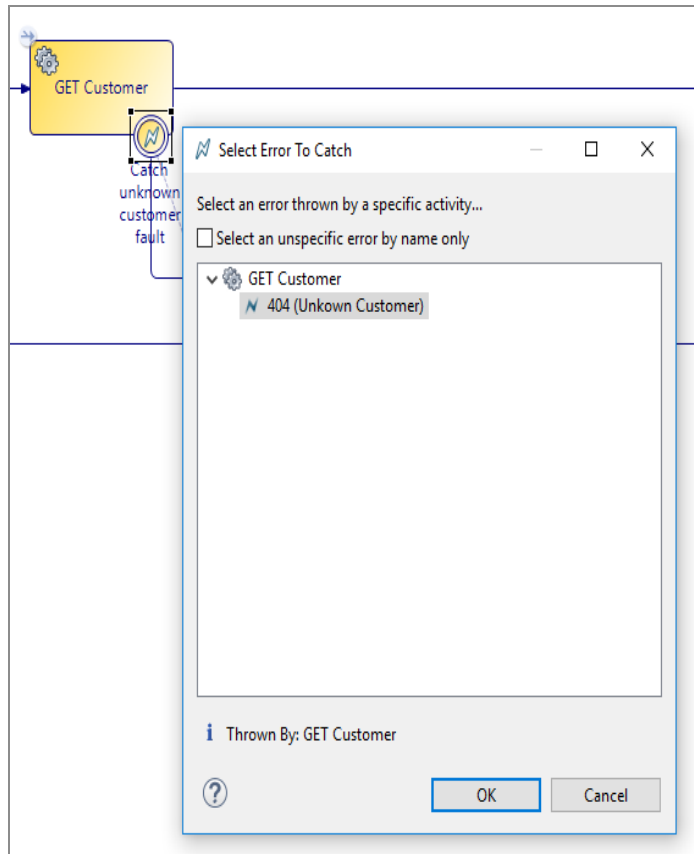 GET Customer
Catch
unknown
customer
fault
Select Error To Catch
Select an error thrown by a specific activity...
Select an unspecific error by name only
GET Customer
404 (Unkown Customer)
i Thrown By: GET Customer
?
OK
Cancel